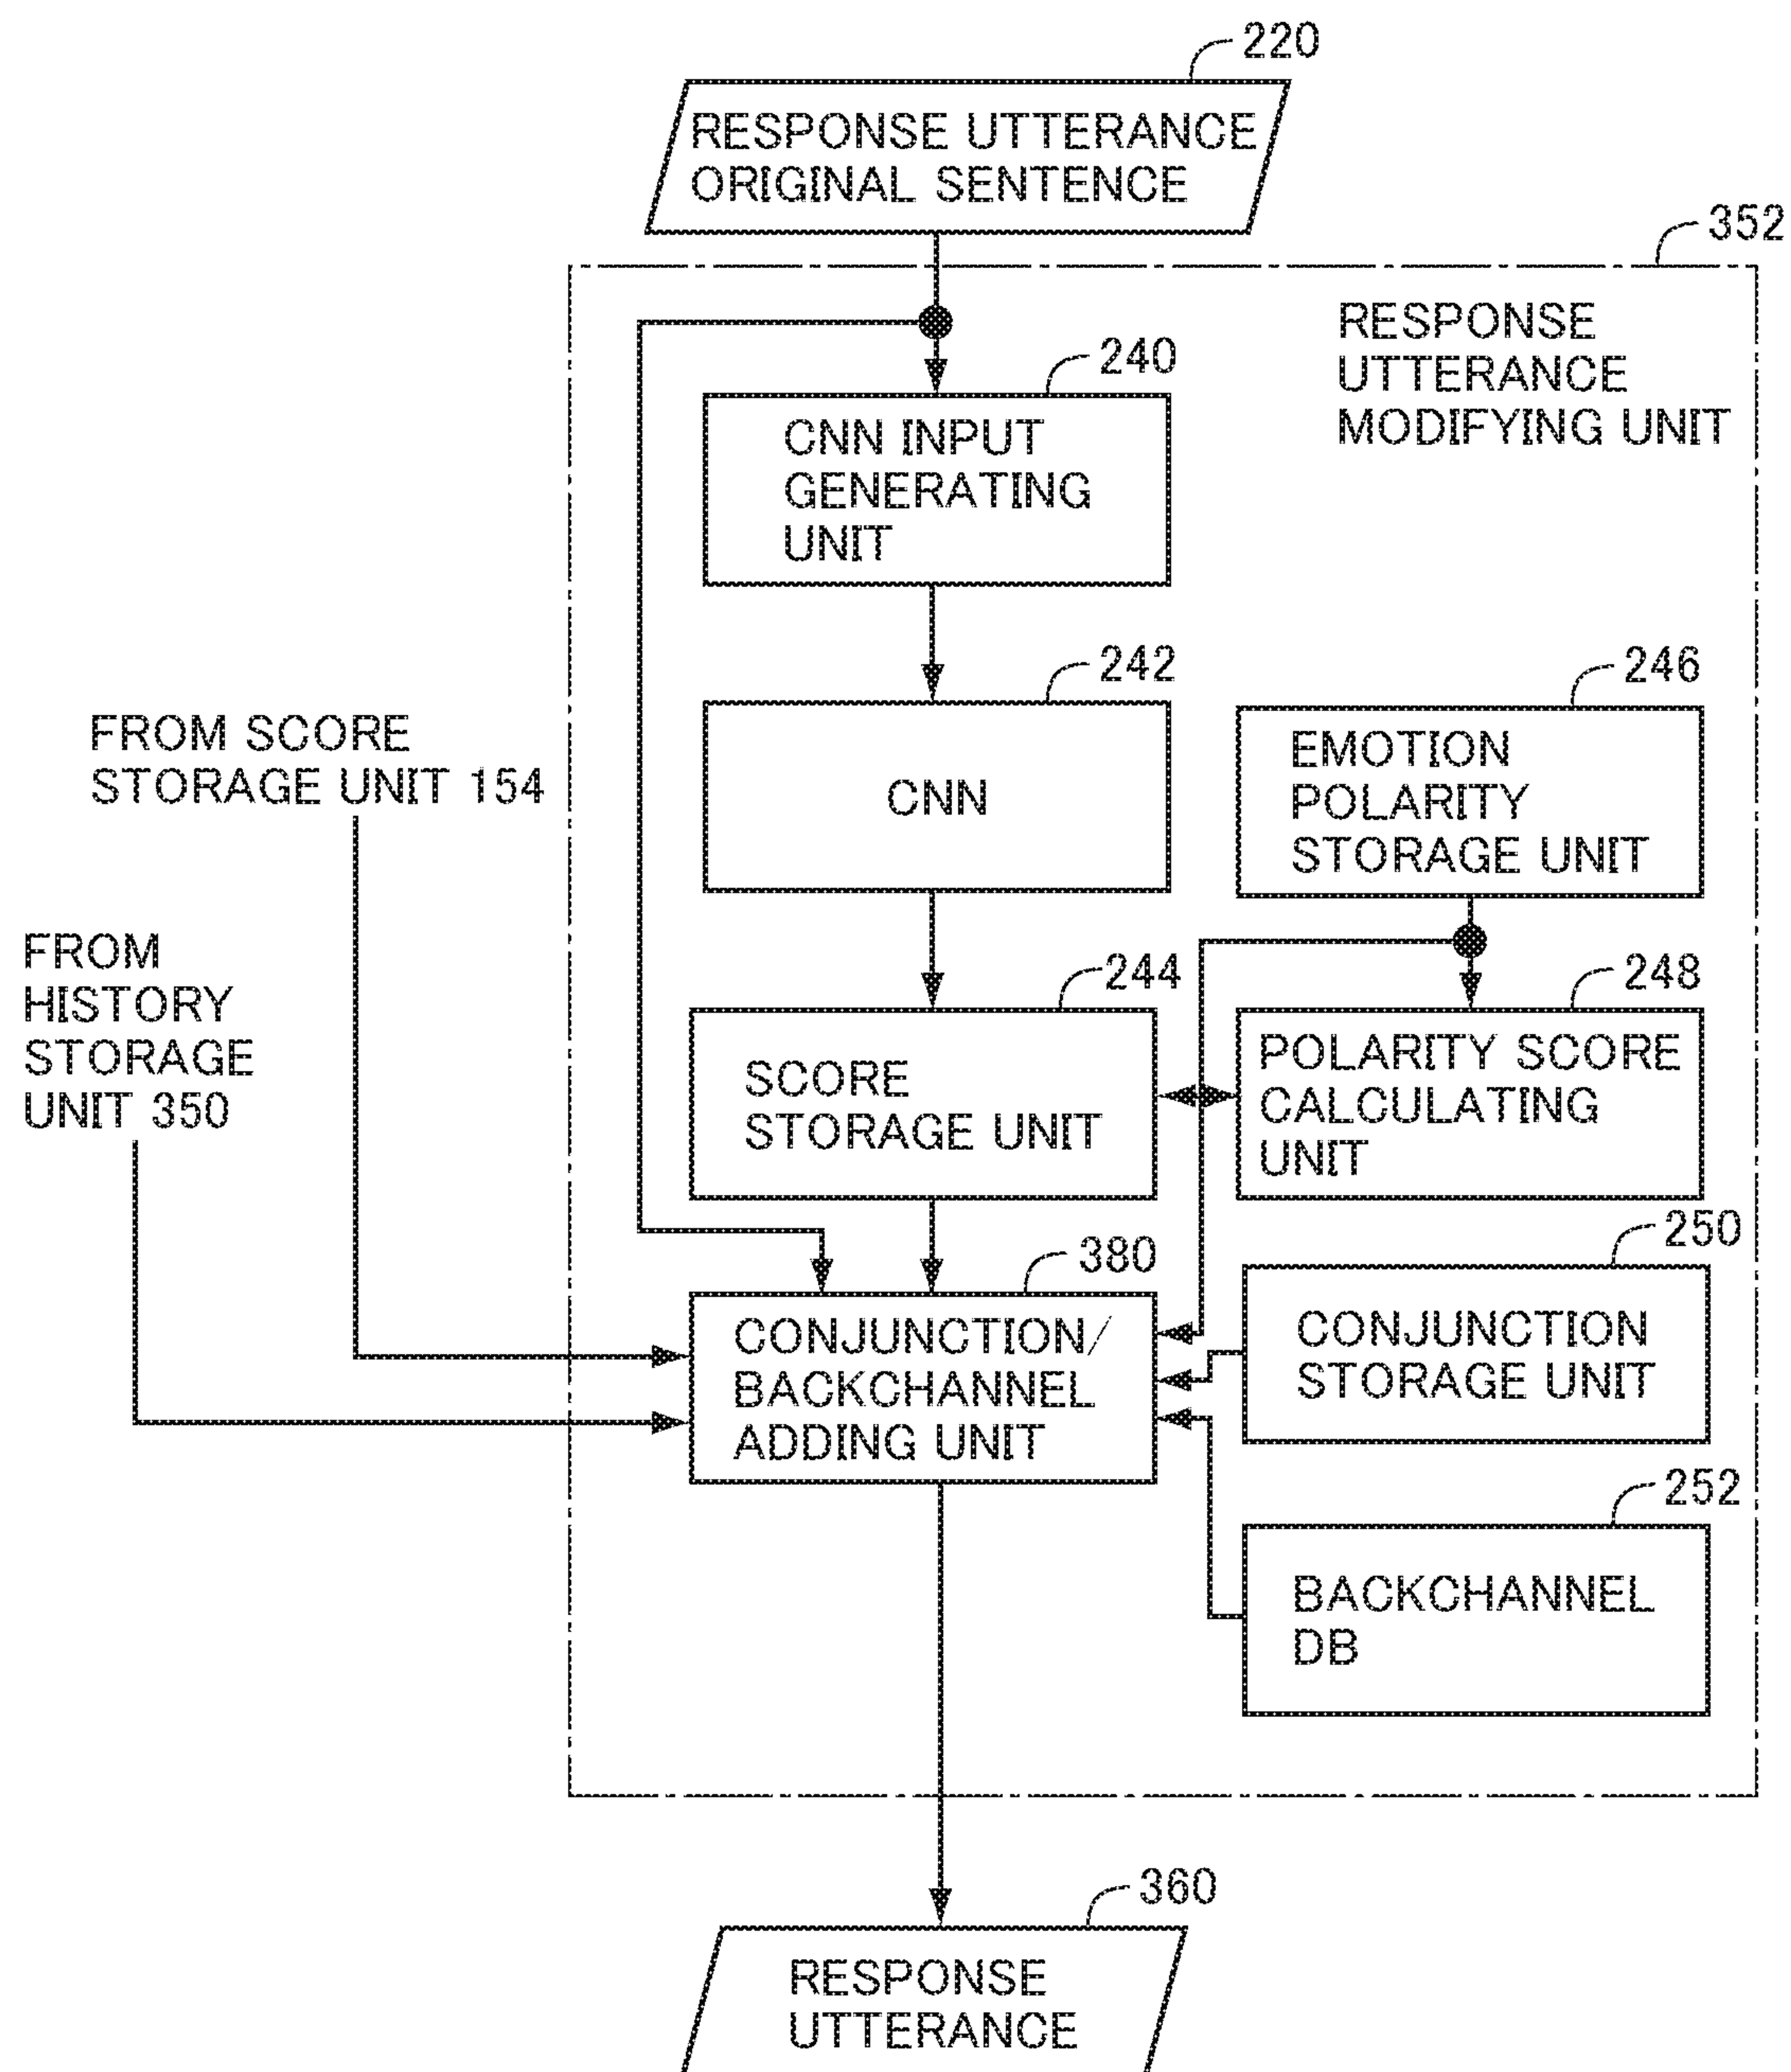 220
RESPONSE UTTERANCE
ORIGINAL SENTENCE
352
RESPONSE
UTTERANCE
MODIFYING UNIT
240
CNN INPUT
GENERATING
UNIT
242
CNN
246
EMOTION
POLARITY
STORAGE UNIT
FROM SCORE
STORAGE UNIT 154
FROM
HISTORY
STORAGE
UNIT 350
244
SCORE
STORAGE UNIT
248
POLARITY SCORE
CALCULATING
UNIT
380
CONJUNCTION/
BACKCHANNEL
ADDING UNIT
250
CONJUNCTION
STORAGE UNIT
252
BACKCHANNEL
DB
360
RESPONSE
UTTERANCE